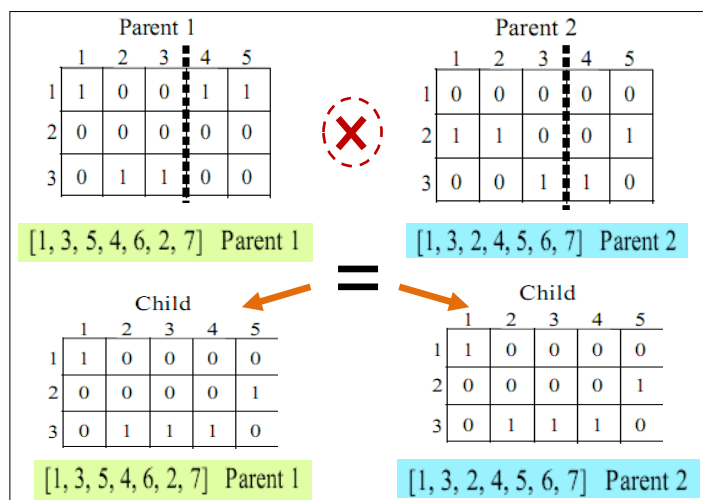 Parent 1
1 2 3 4 5
1 1 0 0 1 1
2 0 0 0 0 0
3 0 1 1 0 0
[1, 3, 5, 4, 6, 2, 7] Parent 1
Parent 2
1 2 3 4 5
1 0 0 0 0 0
2 1 1 0 0 1
3 0 0 1 1 0
[1, 3, 2, 4, 5, 6, 7] Parent 2
=
Child
1 2 3 4 5
1 1 0 0 0 0
2 0 0 0 0 1
3 0 1 1 1 0
[1, 3, 5, 4, 6, 2, 7] Parent 1
Child
1 2 3 4 5
1 1 0 0 0 0
2 0 0 0 0 1
3 0 1 1 1 0
[1, 3, 2, 4, 5, 6, 7] Parent 2